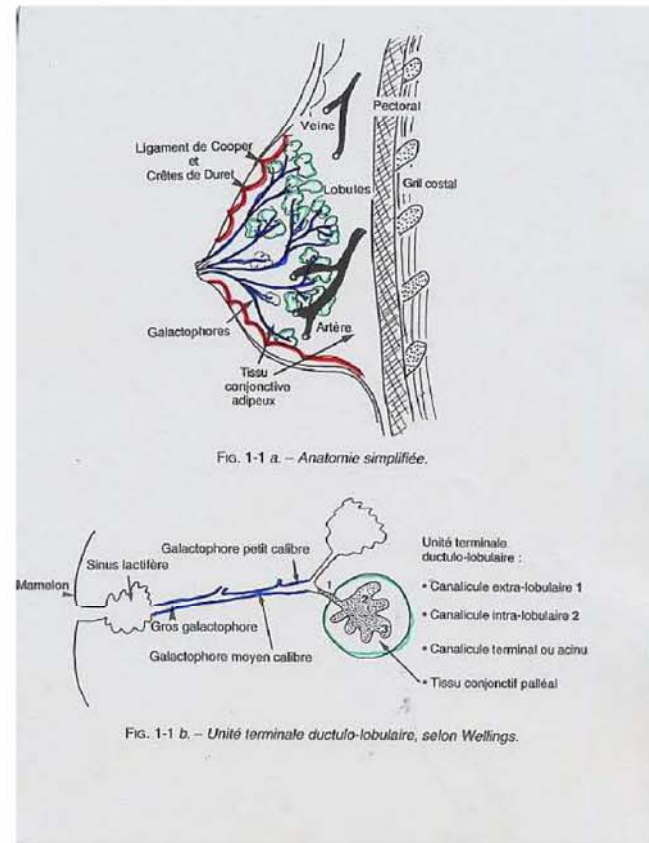 Veine
Pectoral
Ligament de Cooper
et
Crêtes de Duret
Lobules
Gril costal
Galactophores
Artère
Tissu
conjonctivo
adipeux
FIG. 1-1 a. – Anatomie simplifiée.
Galactophore petit calibre
Sinus lactifère
Mamelon
Gros galactophore
Galactophore moyen calibre
1
2
3
Unité terminale
ductulo-lobulaire :
• Canalicule extra-lobulaire 1
• Canalicule intra-lobulaire 2
• Canalicule terminal ou acinu
• Tissu conjonctif palléal
FIG. 1-1 b. – Unité terminale ductulo-lobulaire, selon Wellings.